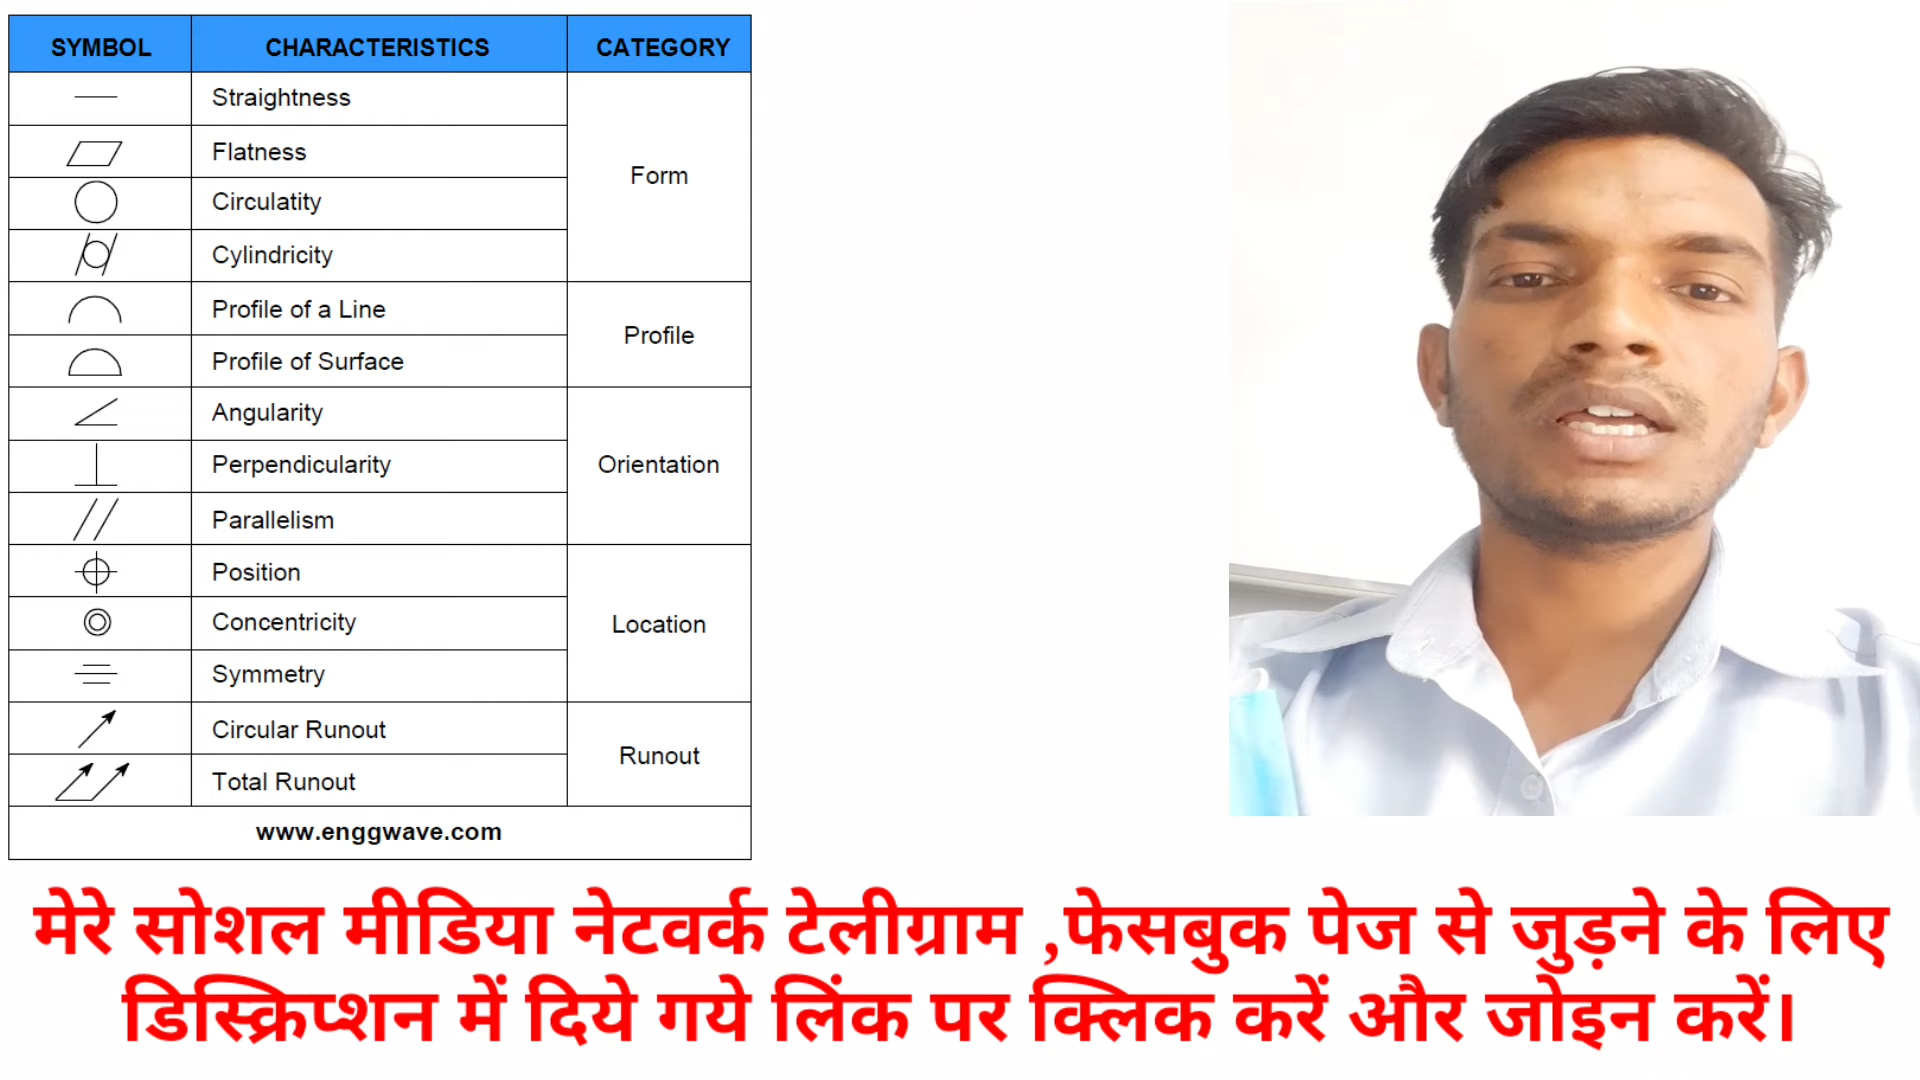 SYMBOL CHARACTERISTICS CATEGORY
Straightness
Flatness
Circulatity
Cylindricity
Form
Profile of a Line
Profile of Surface
Profile
Angularity
Perpendicularity
Parallelism
Orientation
Position
Concentricity
Symmetry
Location
Circular Runout
Total Runout
Runout
www.enggwave.com
मेरे सोशल मीडिया नेटवर्क टेलीग्राम ,फेसबुक पेज से जुड़ने के लिए
डिस्क्रिप्शन में दिये गये लिंक पर क्लिक करें और जोइन करें।